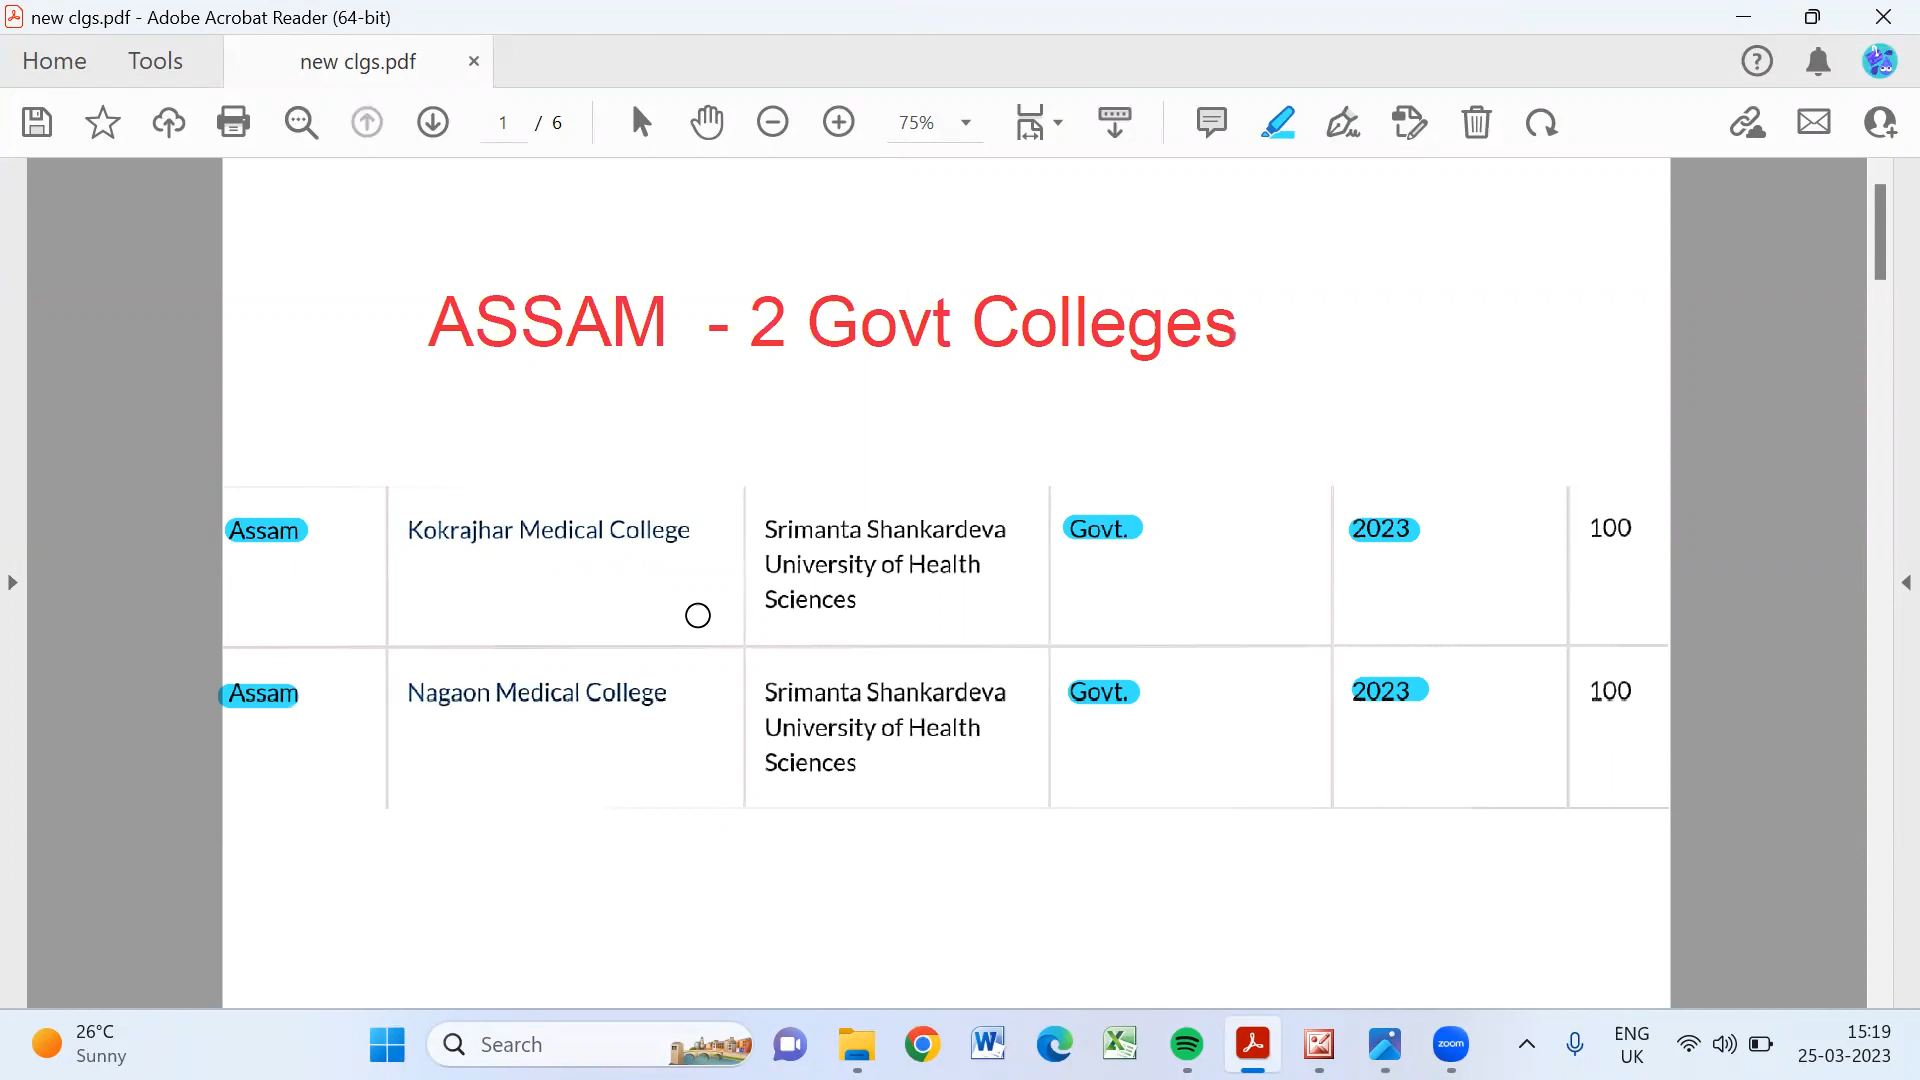 new clgs.pdf - Adobe Acrobat Reader (64-bit)
Home
Tools
new clgs.pdf
1 / 6
75%
ASSAM - 2 Govt Colleges
Assam
Kokrajhar Medical College
Srimanta Shankardeva
University of Health
Sciences
Govt.
2023
100
Assam
Nagaon Medical College
Srimanta Shankardeva
University of Health
Sciences
Govt.
2023
100
26°C
Sunny
Search
zoom
ENG
UK
15:19
25-03-2023